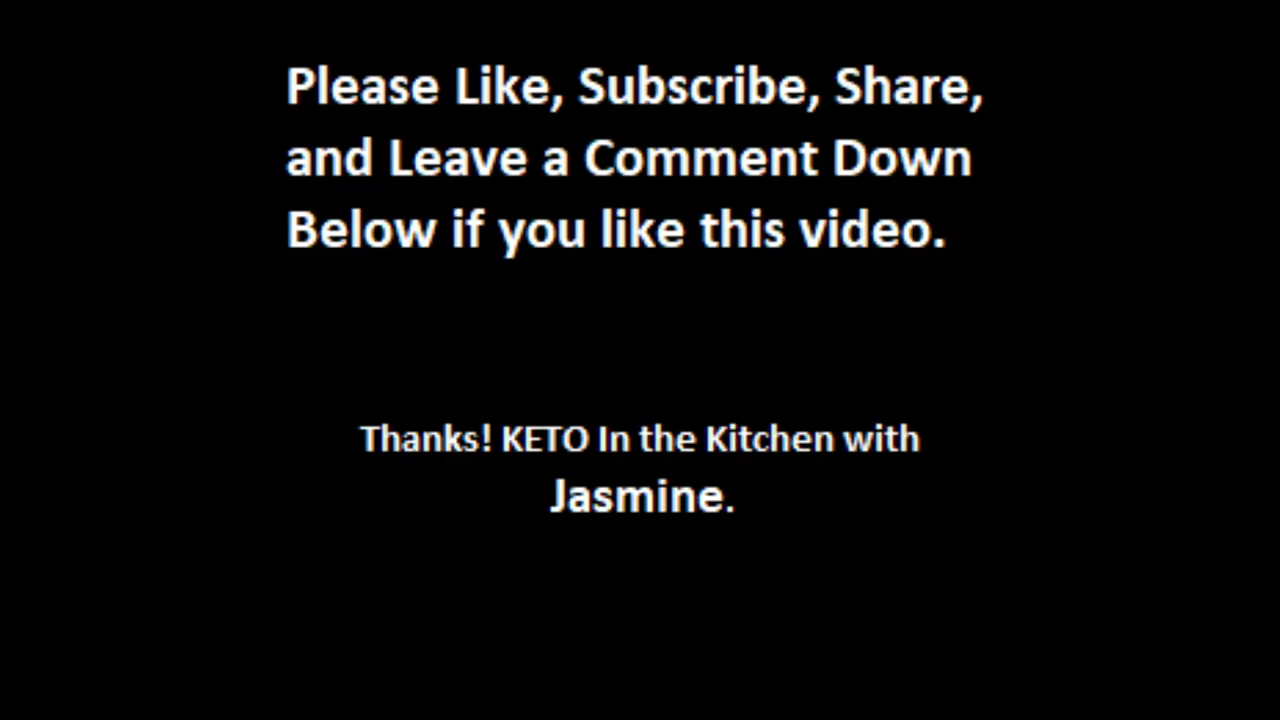 Please Like, Subscribe, Share,
and Leave a Comment Down
Below if you like this video.
Thanks! KETO In the Kitchen with
Jasmine.